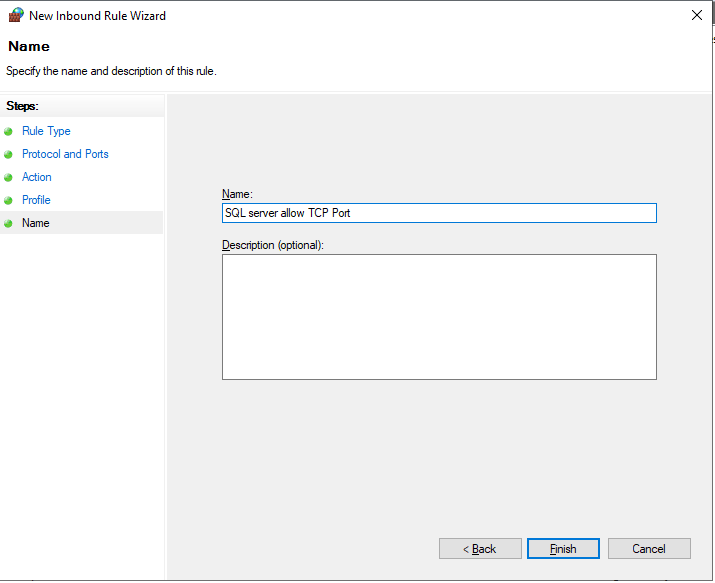 New Inbound Rule Wizard
Name
Specify the name and description of this rule.
Steps:
Rule Type
Protocol and Ports
Action
Profile
Name
Name:
SQL server allow TCP Port
Description (optional):
< Back
Finish
Cancel